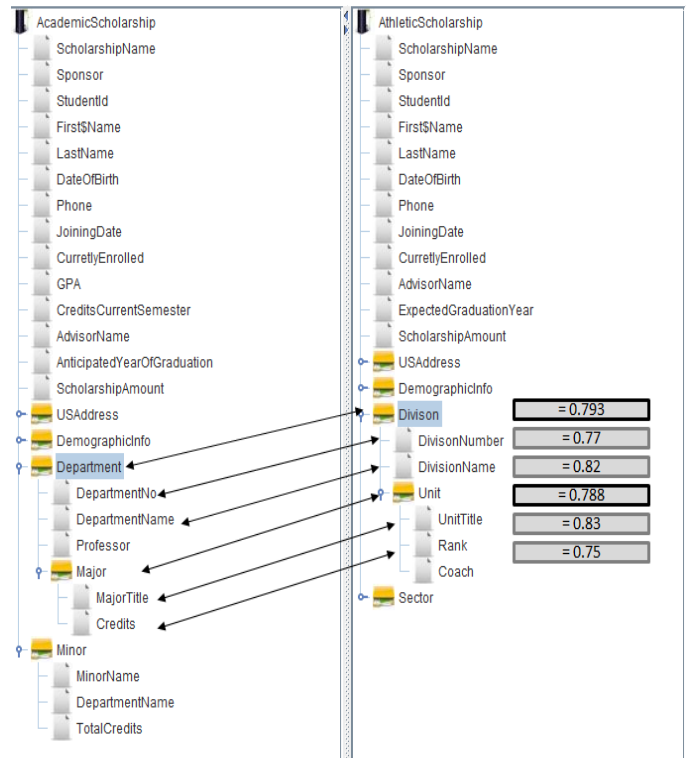 AcademicScholarship
ScholarshipName
Sponsor
StudentId
First$Name
LastName
DateOfBirth
Phone
JoiningDate
CurretlyEnrolled
GPA
CreditsCurrentSemester
AdvisorName
AnticipatedYearOfGraduation
ScholarshipAmount
USAddress
DemographicInfo
Department
DepartmentNo
DepartmentName
Professor
Major
MajorTitle
Credits
Minor
MinorName
DepartmentName
TotalCredits
AthleticScholarship
ScholarshipName
Sponsor
StudentId
First$Name
LastName
DateOfBirth
Phone
JoiningDate
CurretlyEnrolled
AdvisorName
ExpectedGraduationYear
ScholarshipAmount
USAddress
DemographicInfo
Divison = 0.793
DivisonNumber = 0.77
DivisionName = 0.82
Unit = 0.788
UnitTitle = 0.83
Rank = 0.75
Coach
Sector